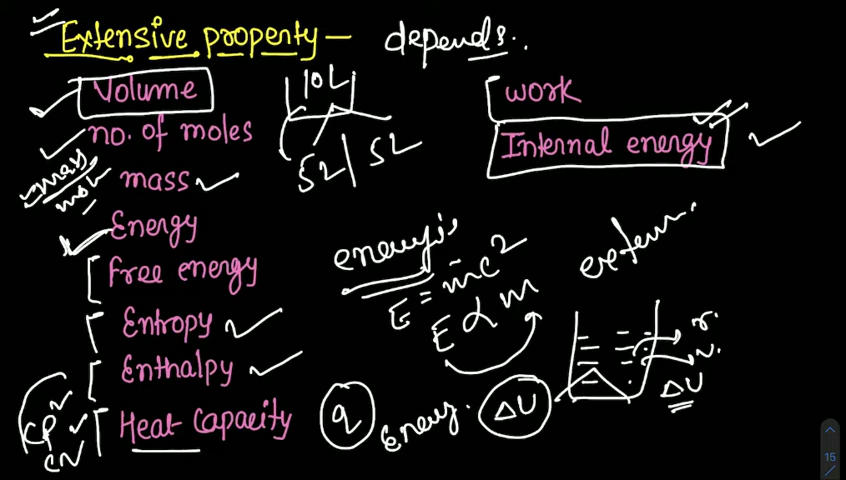 Extensive property — depends..
Volume
no. of moles
mass
mass
mol
Energy
Free energy
Entropy
Enthalpy
Heat Capacity
CP
CV
10L
5L | 5L
work
Internal energy
energy is
E = mc²
E ∝ m
q
Energy.
ΔU
r.
v.
ΔU
15